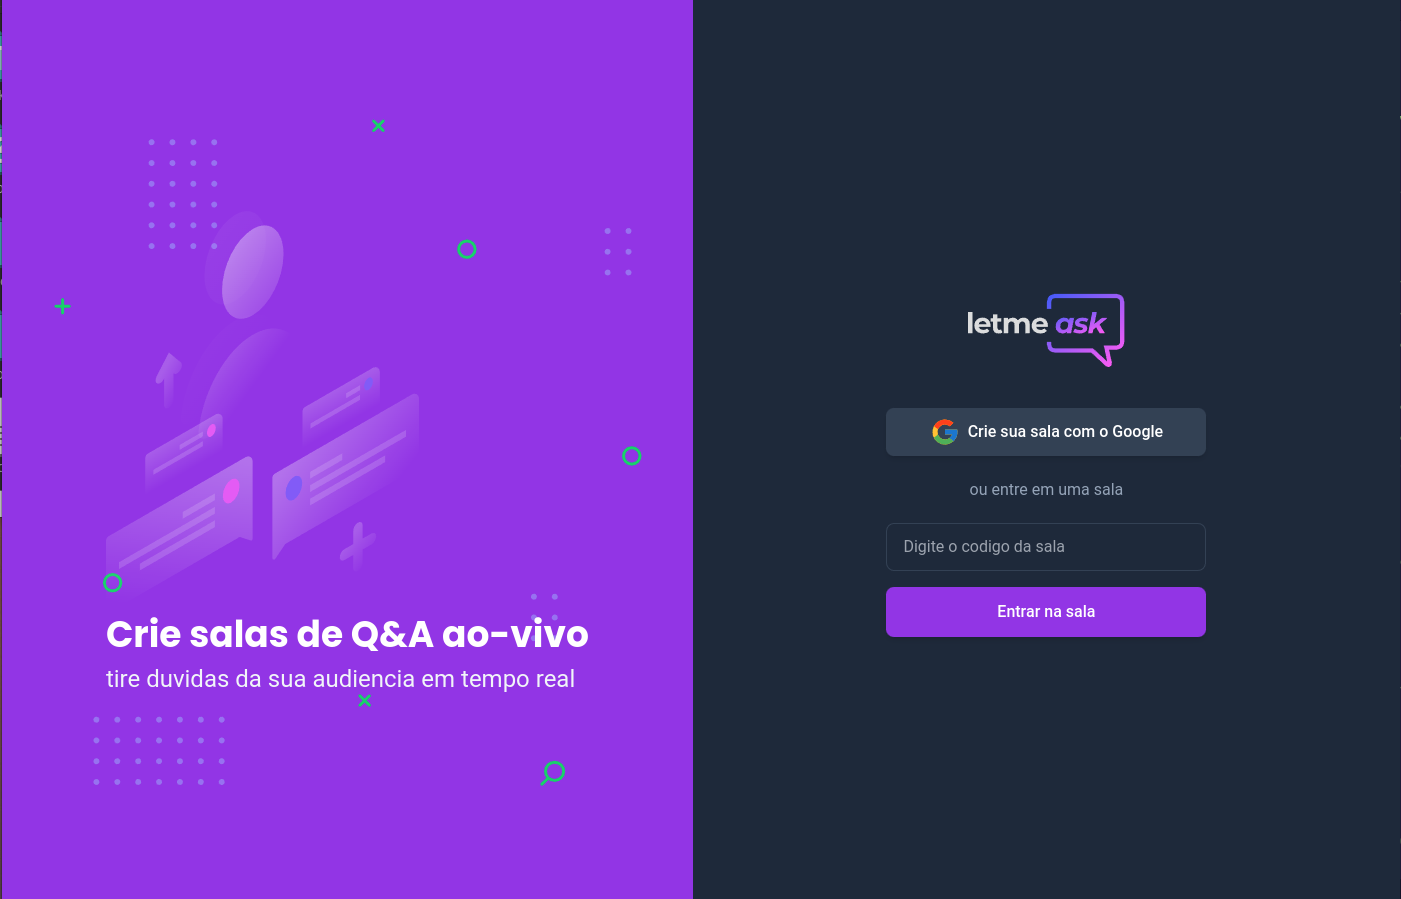 Crie salas de Q&A ao-vivo
tire duvidas da sua audiencia em tempo real
letme ask
Crie sua sala com o Google
ou entre em uma sala
Digite o codigo da sala
Entrar na sala